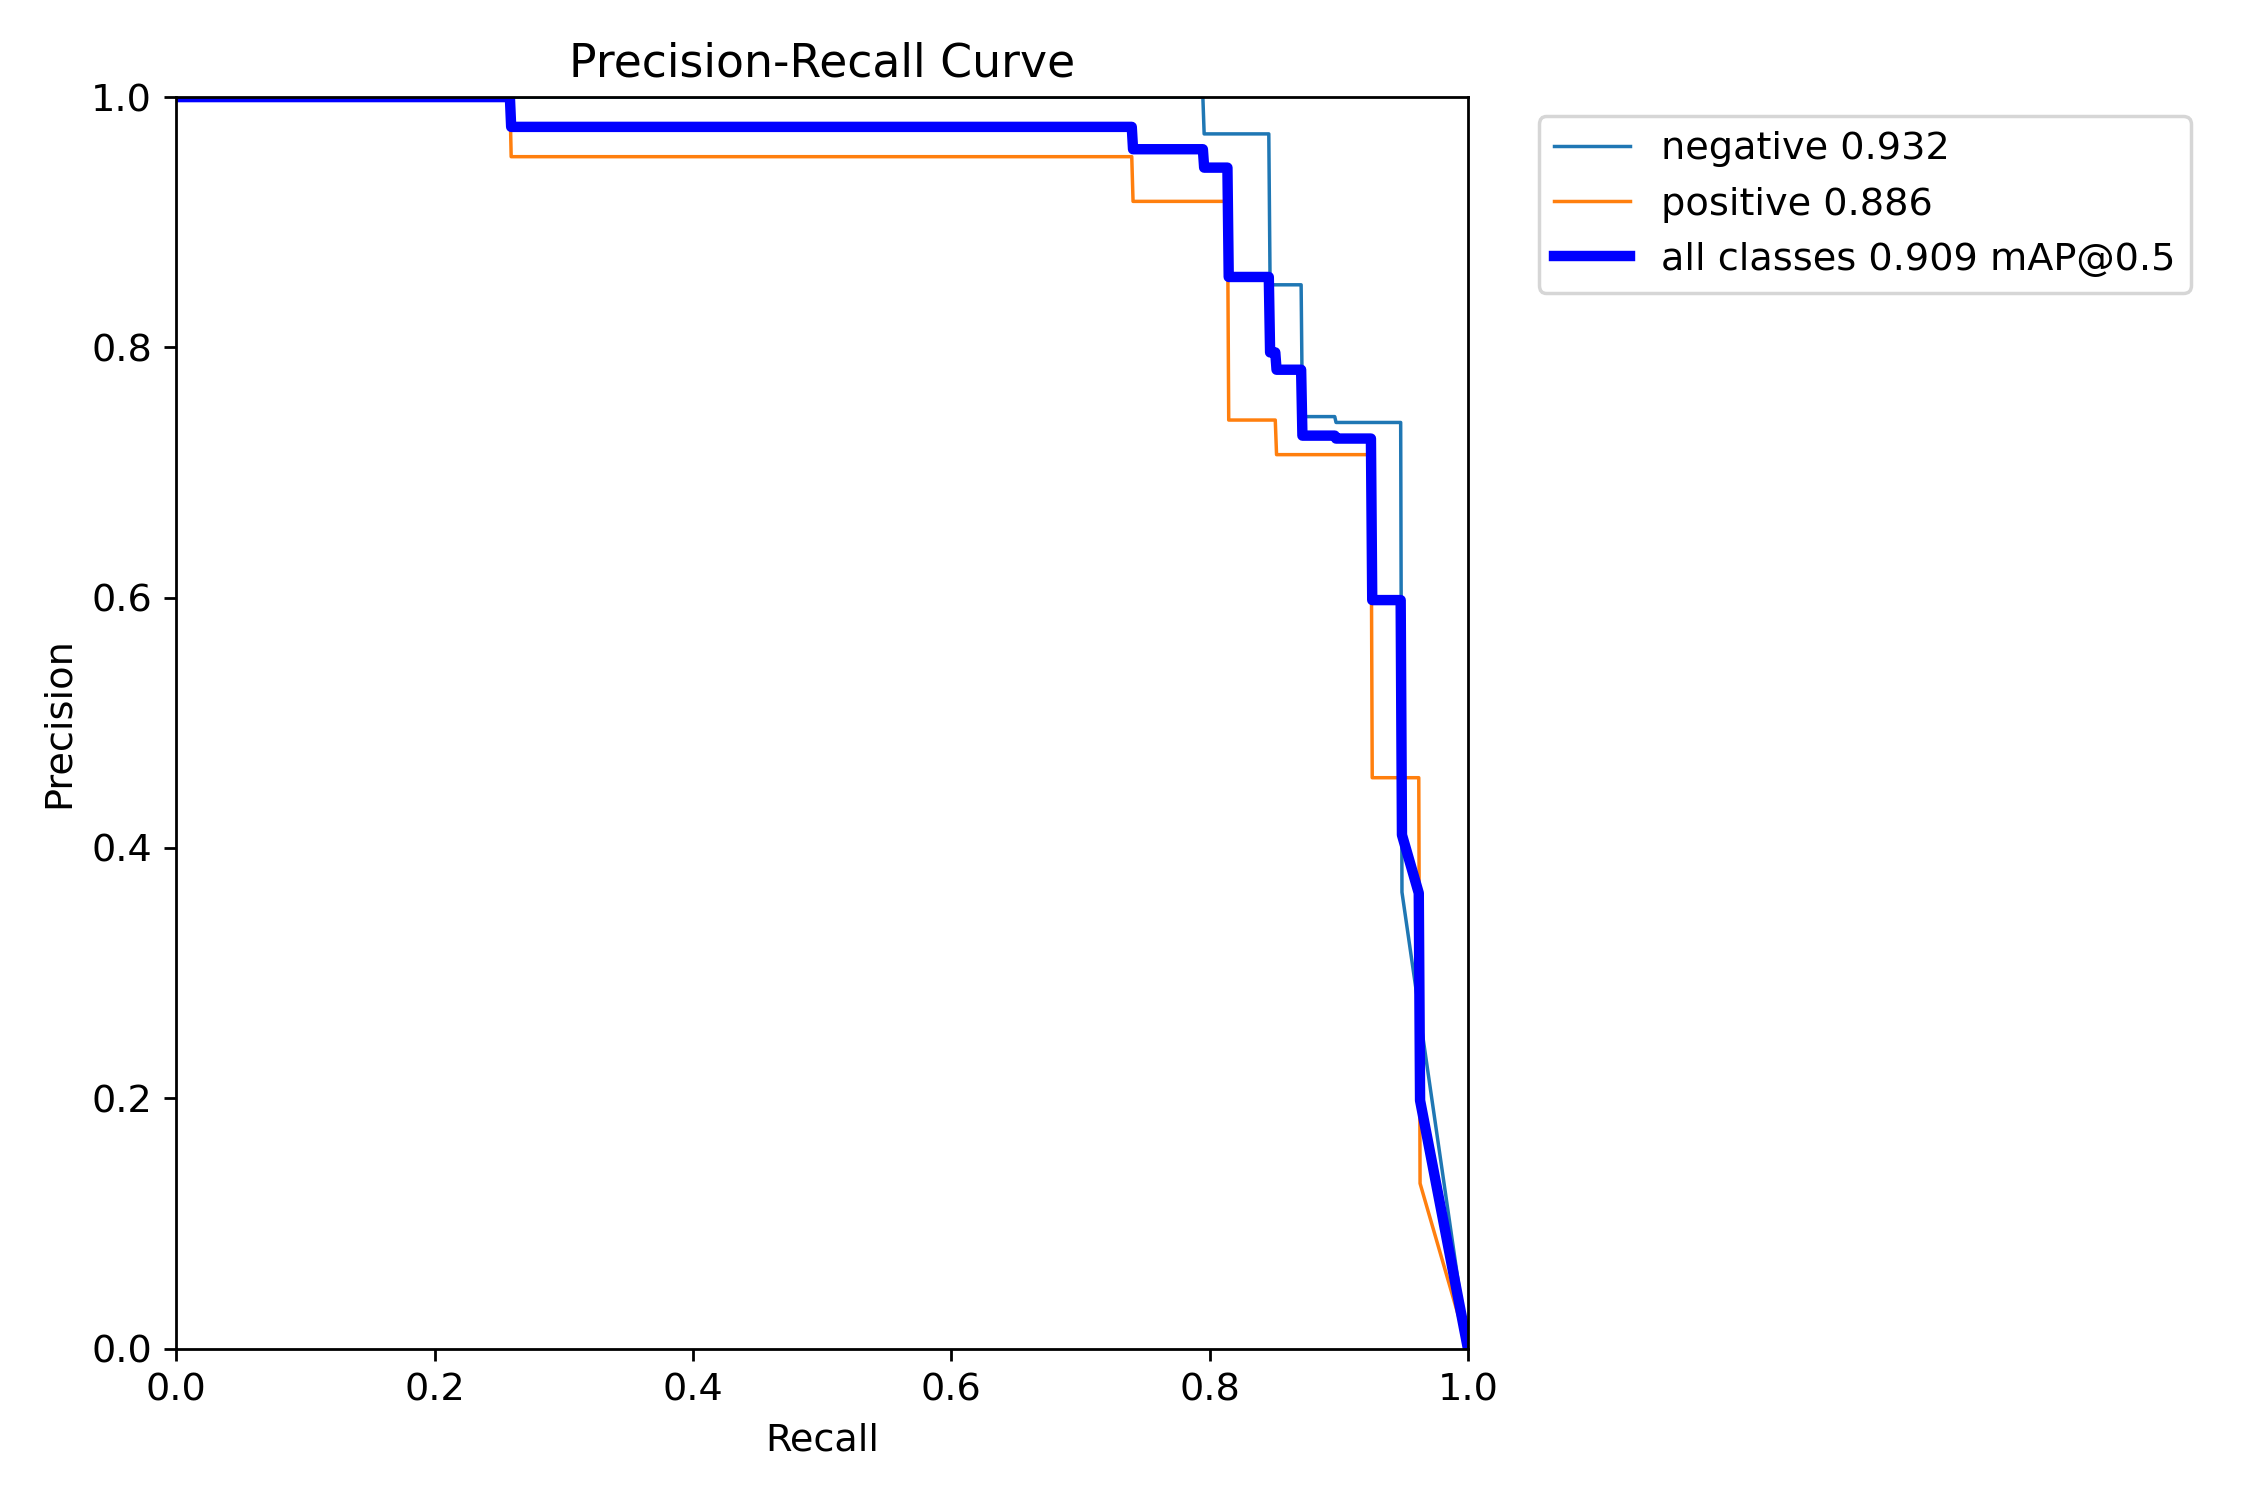 Precision-Recall Curve
1.0
0.8
0.6
0.4
0.2
0.0
Precision
0.0 0.2 0.4 0.6 0.8 1.0
Recall
negative 0.932
positive 0.886
all classes 0.909 mAP@0.5